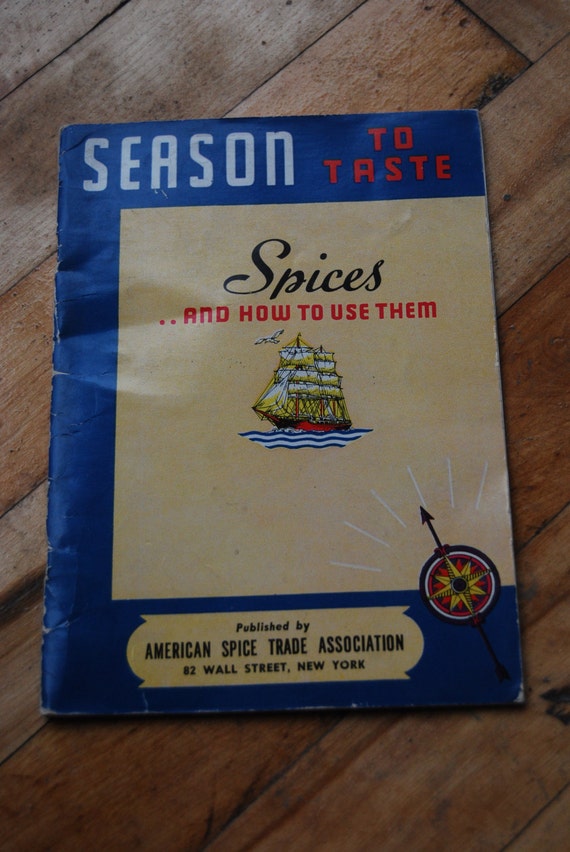 SEASON TO
TASTE
Spices
..AND HOW TO USE THEM
Published by
AMERICAN SPICE TRADE ASSOCIATION
82 WALL STREET, NEW YORK